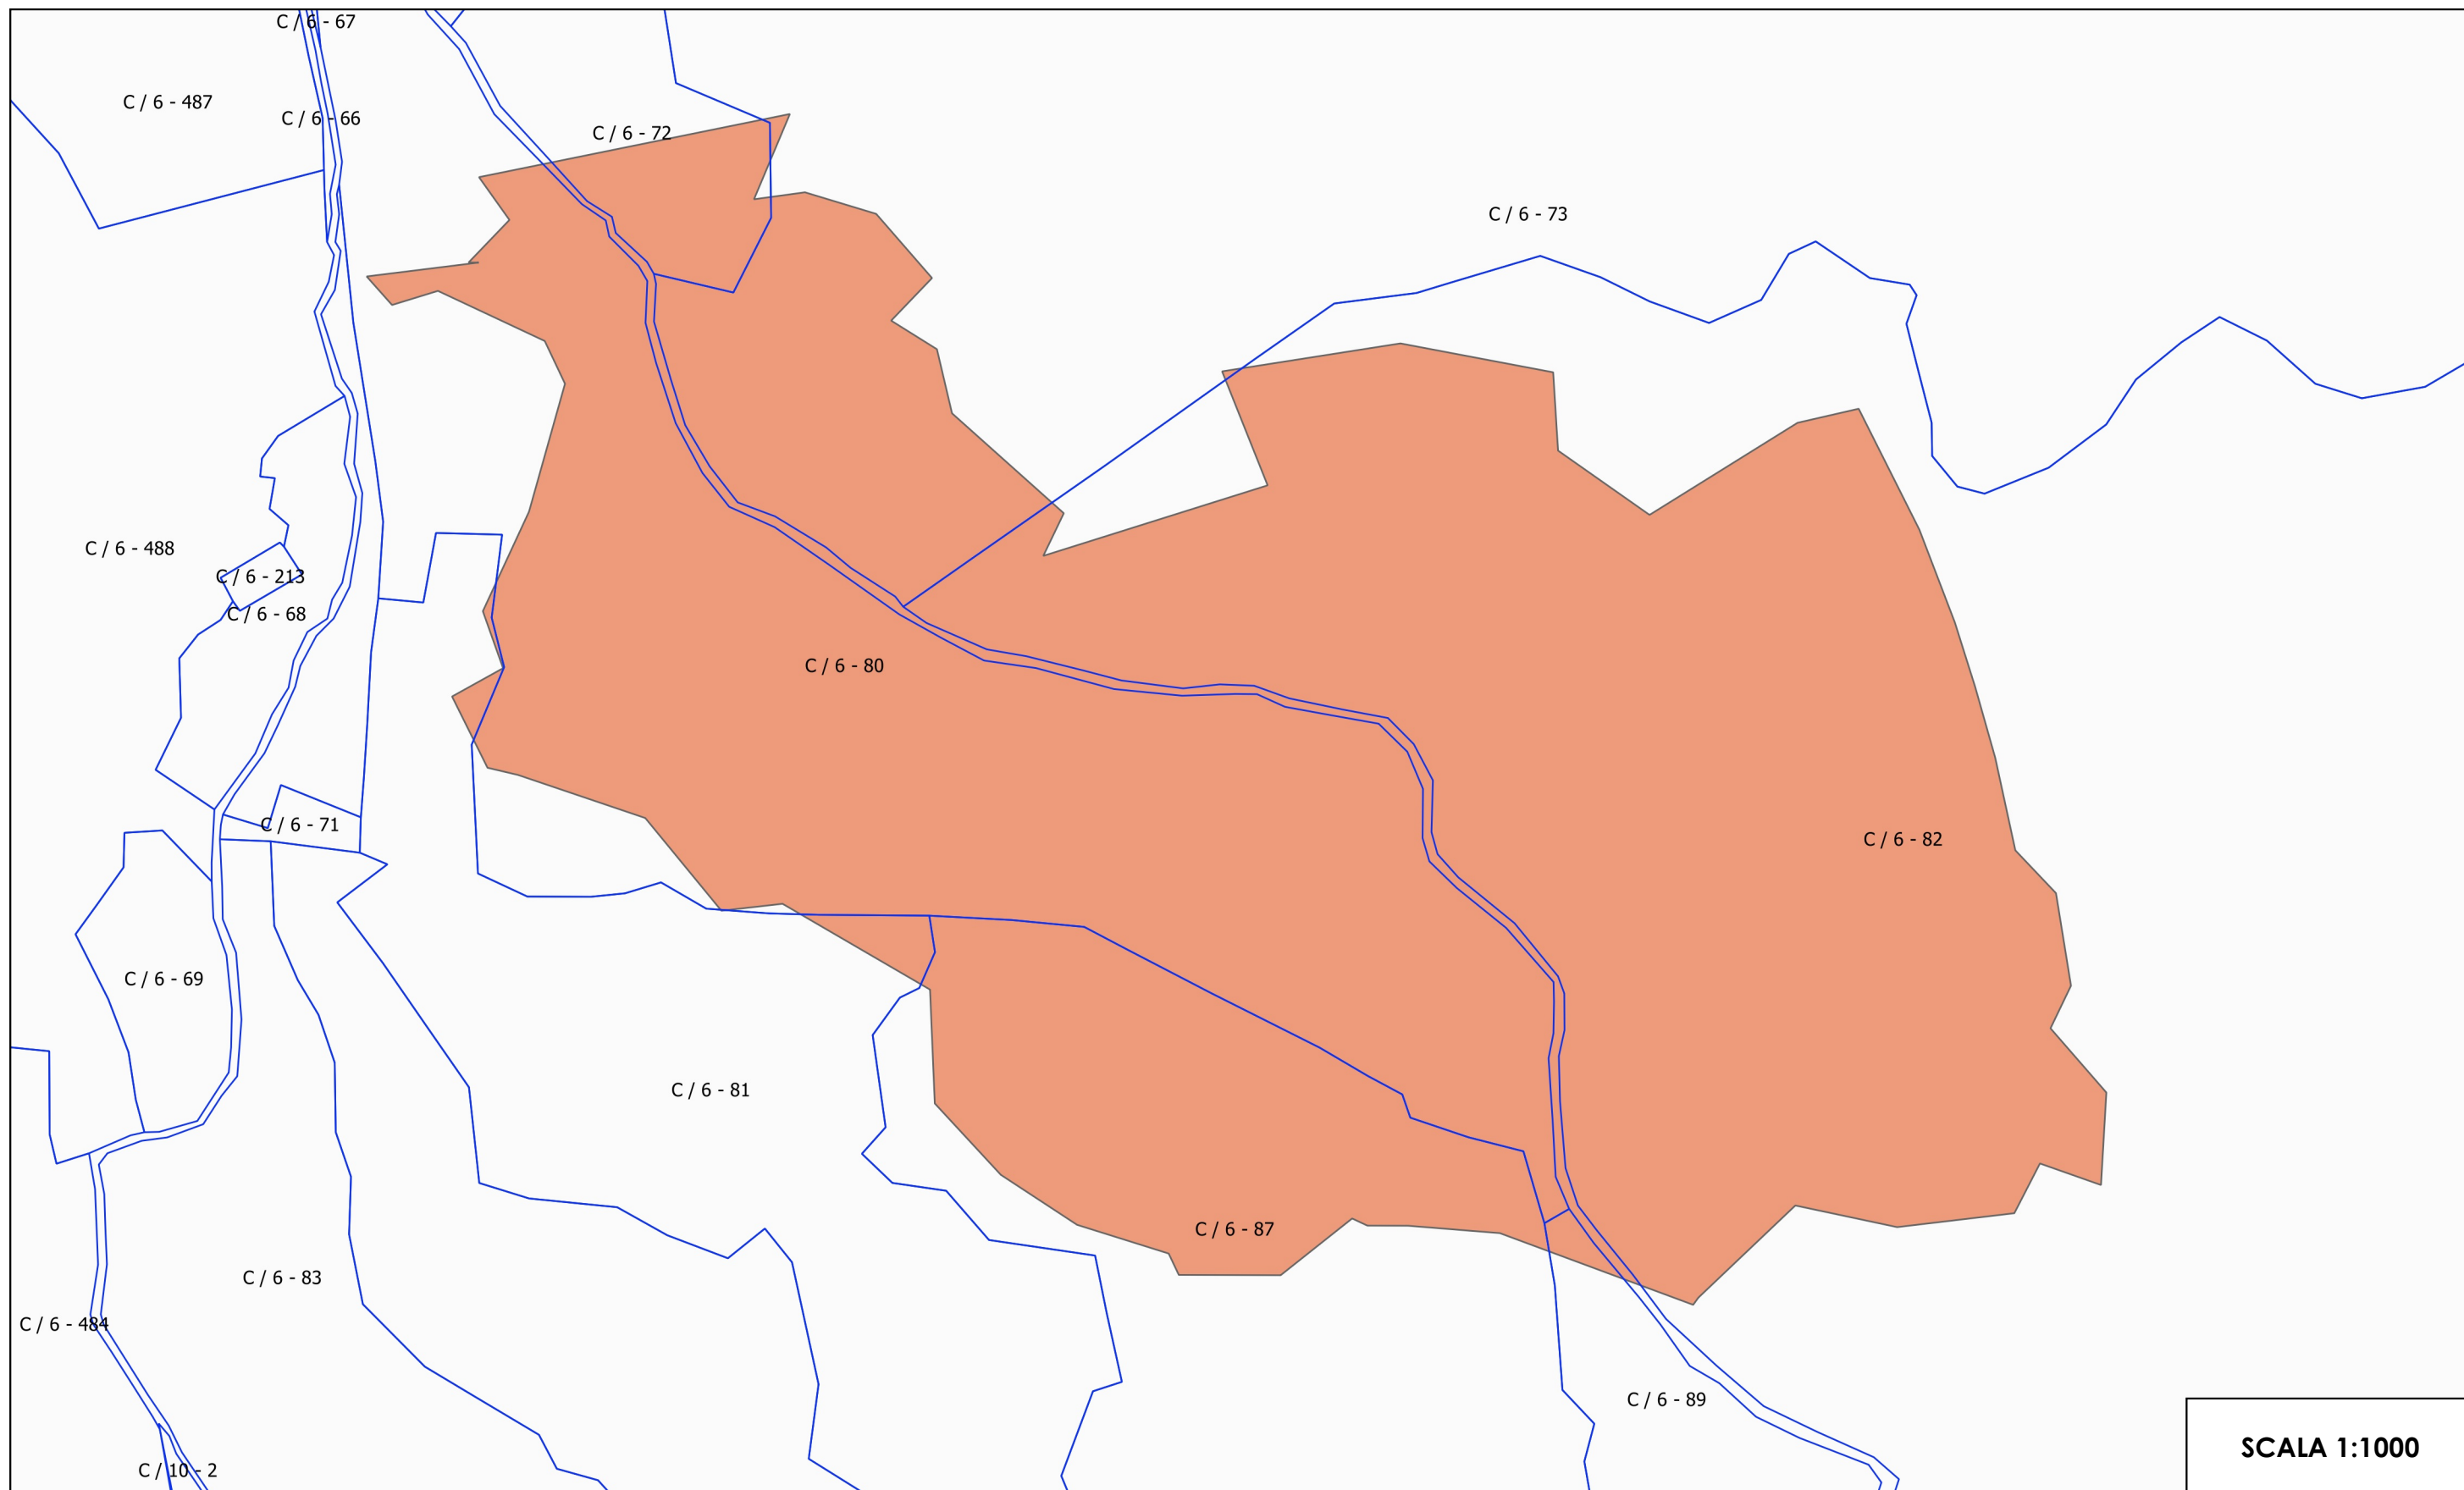 C / 6 - 67
C / 6 - 487
C / 6 - 66
C / 6 - 72
C / 6 - 73
C / 6 - 488
C / 6 - 213
C / 6 - 68
C / 6 - 80
C / 6 - 71
C / 6 - 82
C / 6 - 69
C / 6 - 81
C / 6 - 87
C / 6 - 83
C / 6 - 484
C / 6 - 89
SCALA 1:1000
C / 10 - 2